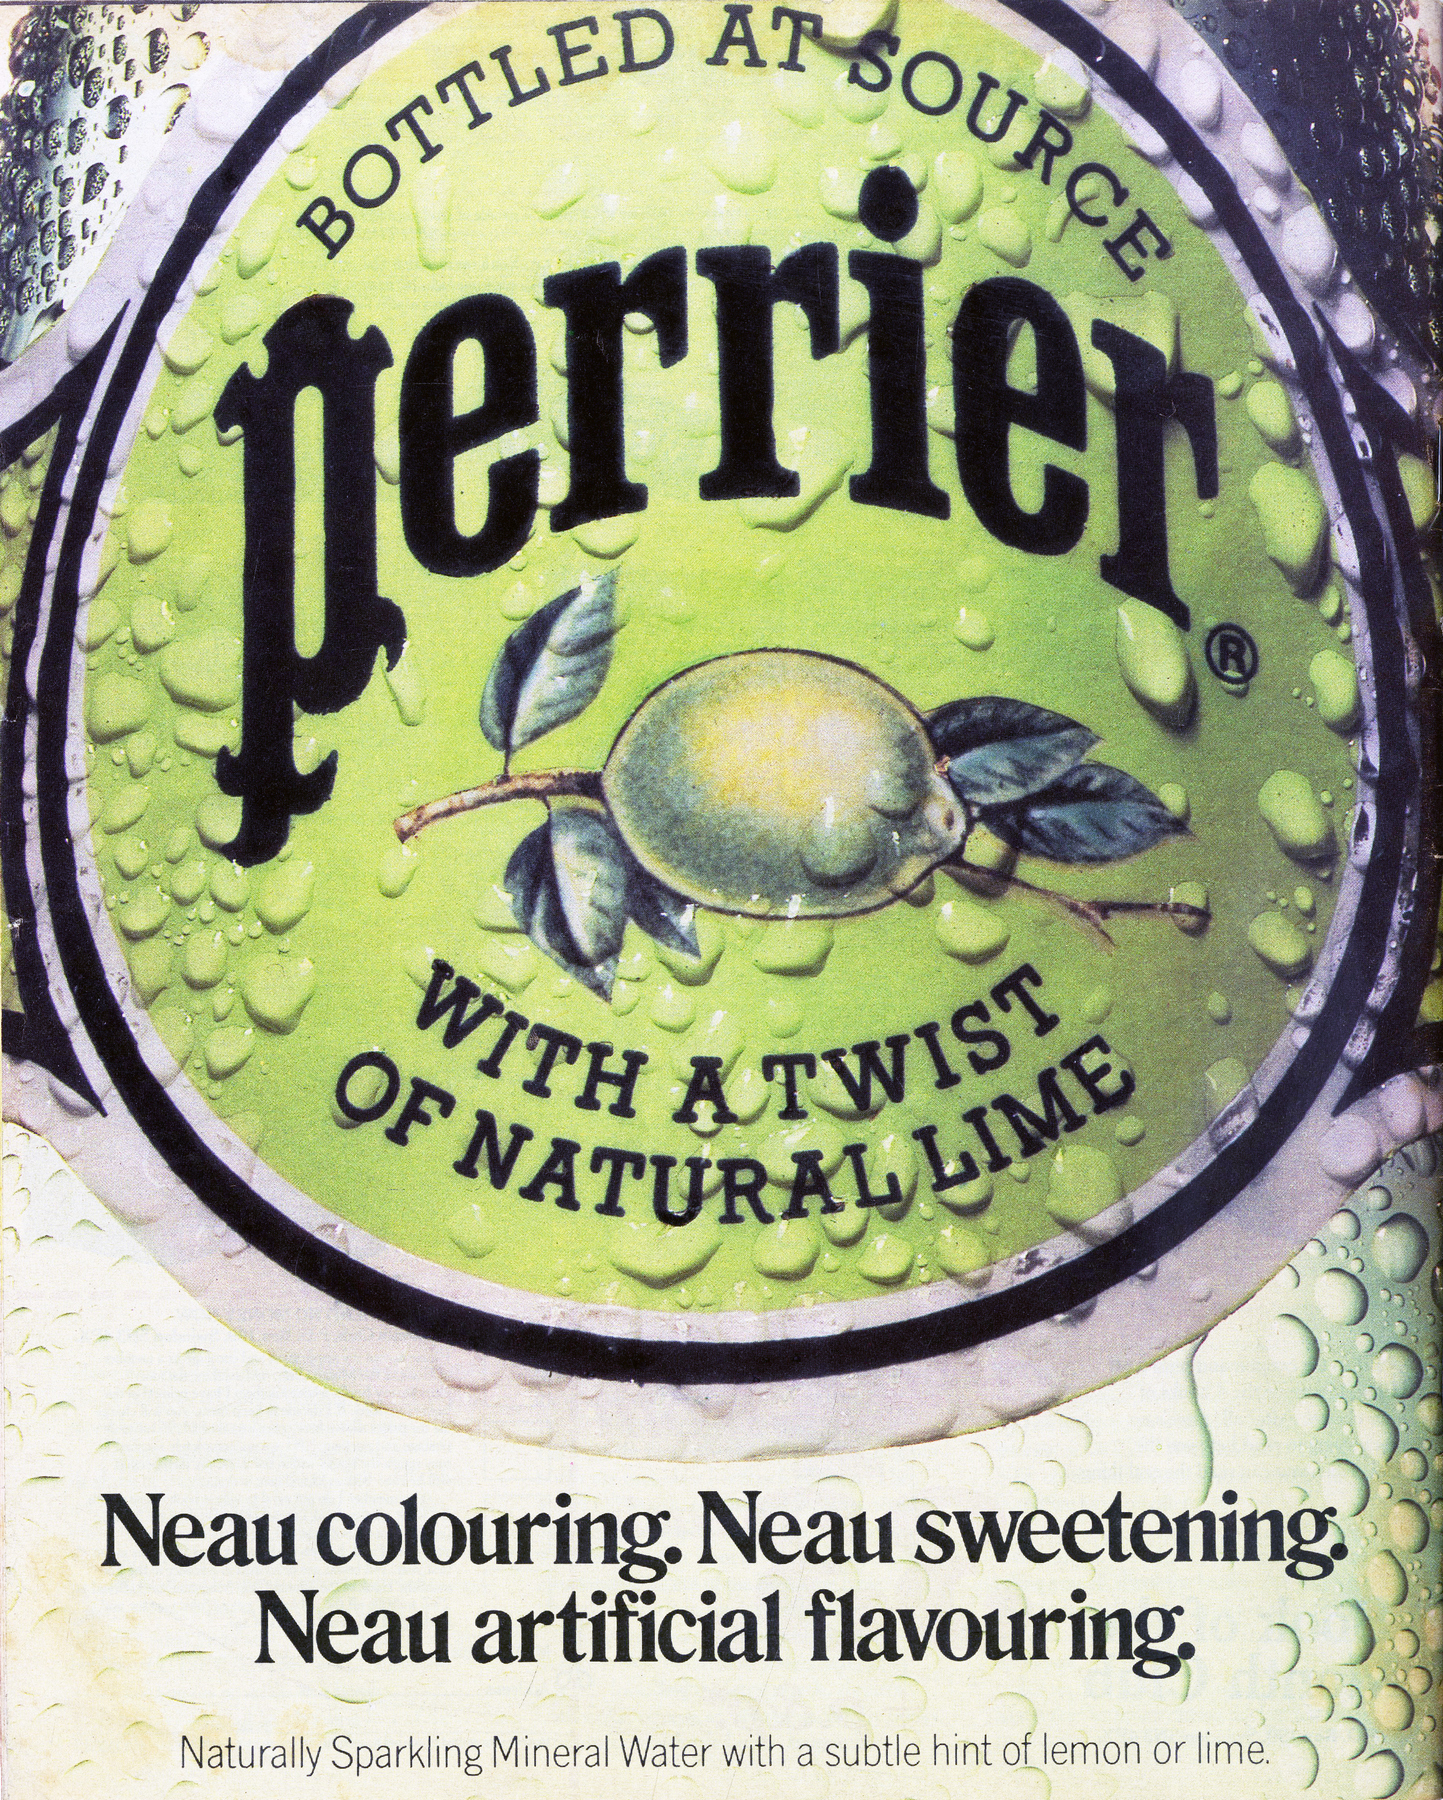 BOTTLED AT SOURCE
perrier®
WITH A TWIST
OF NATURAL LIME
Neau colouring. Neau sweetening.
Neau artificial flavouring.
Naturally Sparkling Mineral Water with a subtle hint of lemon or lime.